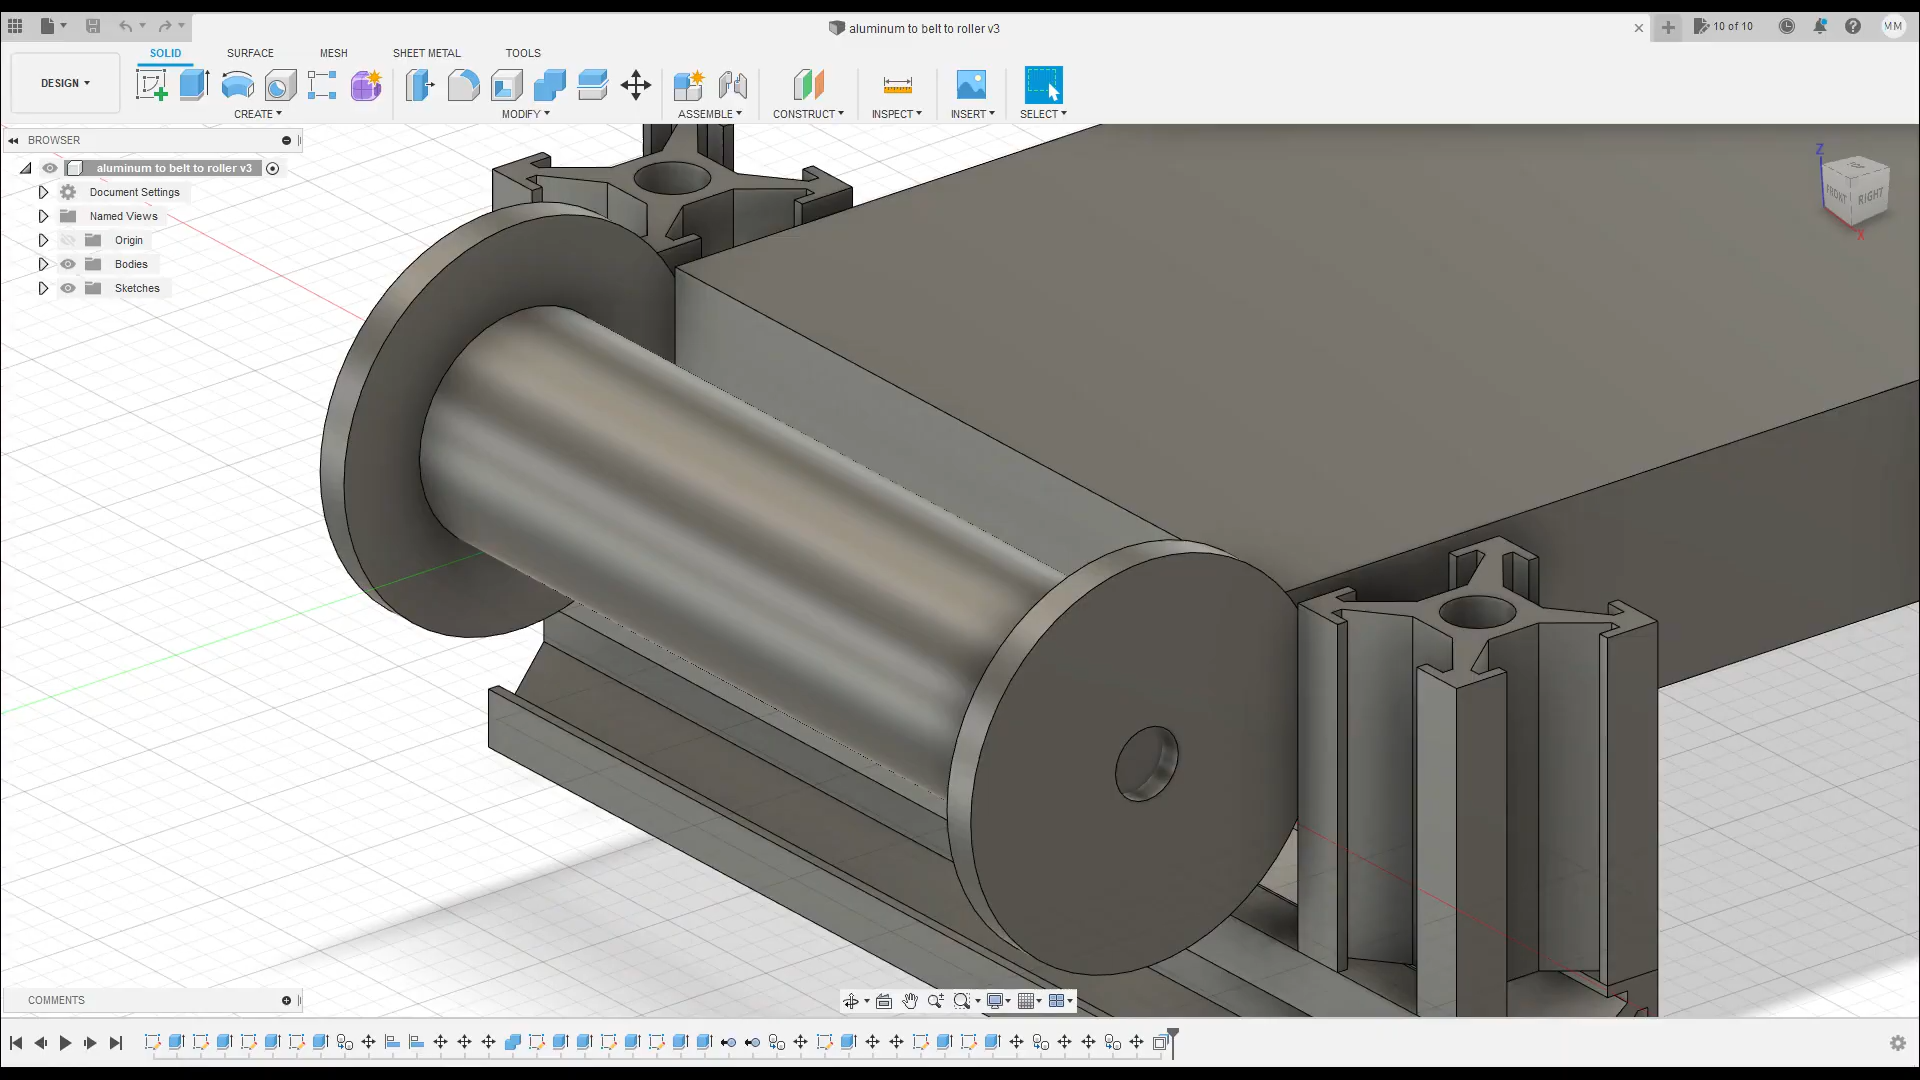 aluminum to belt to roller v3
10 of 10
MM
DESIGN
SOLID
SURFACE
MESH
SHEET METAL
TOOLS
CREATE
MODIFY
ASSEMBLE
CONSTRUCT
INSPECT
INSERT
SELECT
BROWSER
aluminum to belt to roller v3
Document Settings
Named Views
Origin
Bodies
Sketches
Z
TOP
FRONT
RIGHT
X
COMMENTS